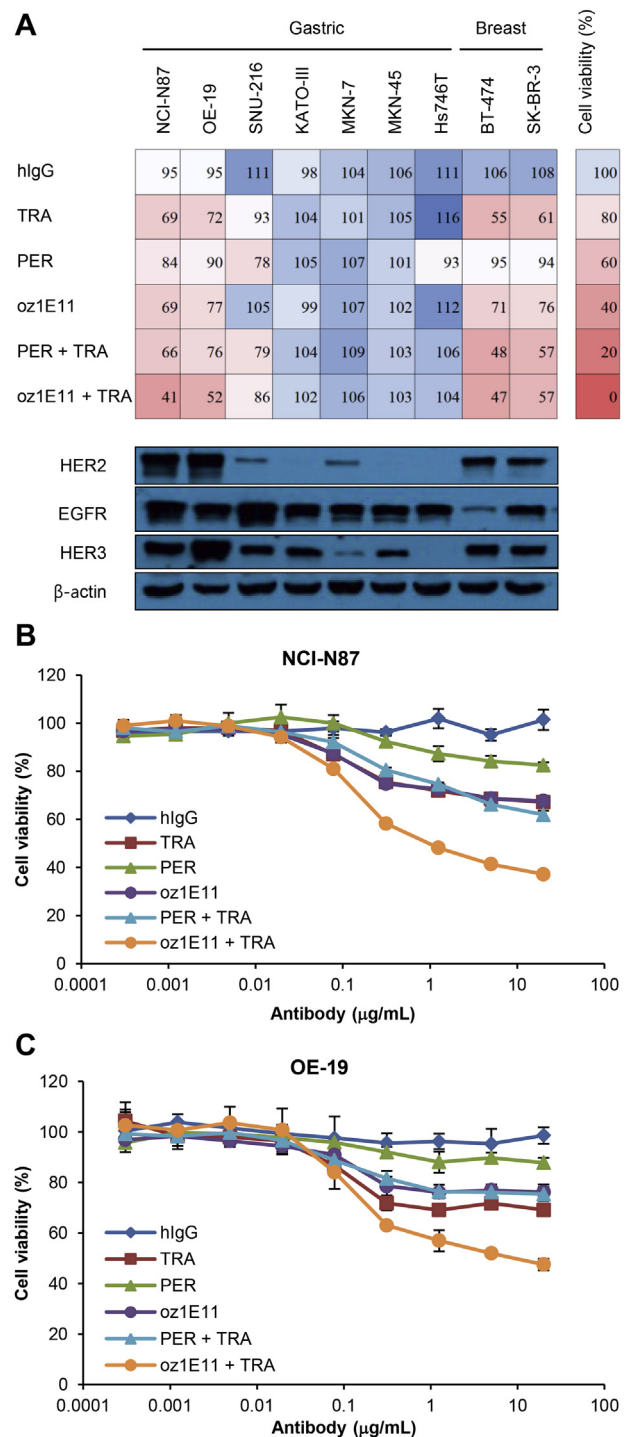 A
Gastric Breast
NCI-N87 OE-19 SNU-216 KATO-III MKN-7 MKN-45 Hs746T BT-474 SK-BR-3 Cell viability (%)
hIgG 95 95 111 98 104 106 111 106 108 100
TRA 69 72 93 104 101 105 116 55 61 80
PER 84 90 78 105 107 101 93 95 94 60
oz1E11 69 77 105 99 107 102 112 71 76 40
PER + TRA 66 76 79 104 109 103 106 48 57 20
oz1E11 + TRA 41 52 86 102 106 103 104 47 57 0
HER2
EGFR
HER3
β-actin
B
NCI-N87
120
100
80
60
40
20
0
Cell viability (%)
hIgG
TRA
PER
oz1E11
PER + TRA
oz1E11 + TRA
0.0001 0.001 0.01 0.1 1 10 100
Antibody (μg/mL)
C
OE-19
120
100
80
60
40
20
0
Cell viability (%)
hIgG
TRA
PER
oz1E11
PER + TRA
oz1E11 + TRA
0.0001 0.001 0.01 0.1 1 10 100
Antibody (μg/mL)